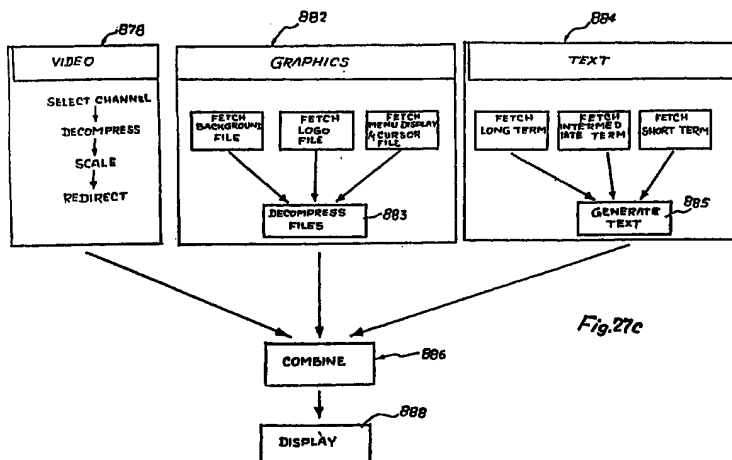 878
VIDEO
SELECT CHANNEL
DECOMPRESS
SCALE
REDIRECT
882
GRAPHICS
FETCH
BACKGROUND
FILE
FETCH
LOGO
FILE
FETCH
MENU DISPLAY
& CURSOR
FILE
DECOMPRESS
FILES
883
884
TEXT
FETCH
LONG TERM
FETCH
INTERMED
IATE TERM
FETCH
SHORT TERM
GENERATE
TEXT
885
Fig.27c
COMBINE
886
DISPLAY
888